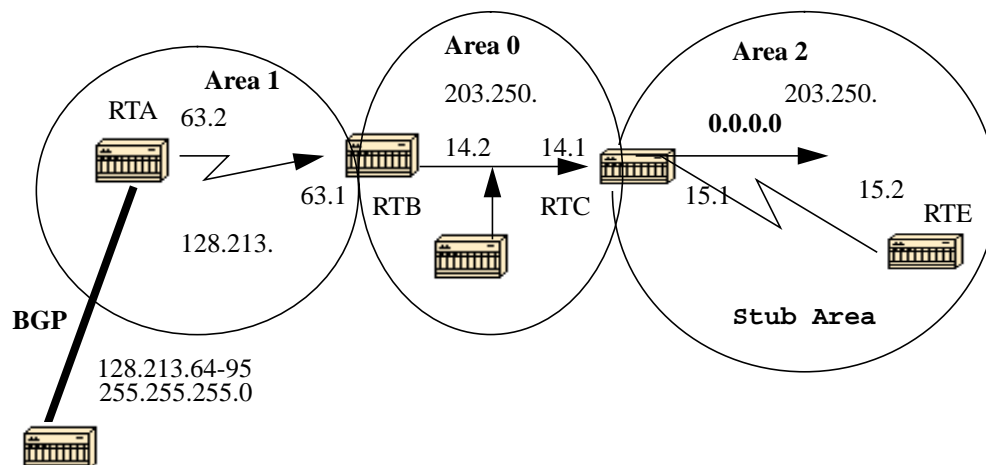 Area 0
Area 2
Area 1
203.250.
203.250.
RTA
63.2
0.0.0.0
14.2
14.1
63.1
15.1
15.2
RTB
RTC
RTE
128.213.
BGP
Stub Area
128.213.64-95
255.255.255.0